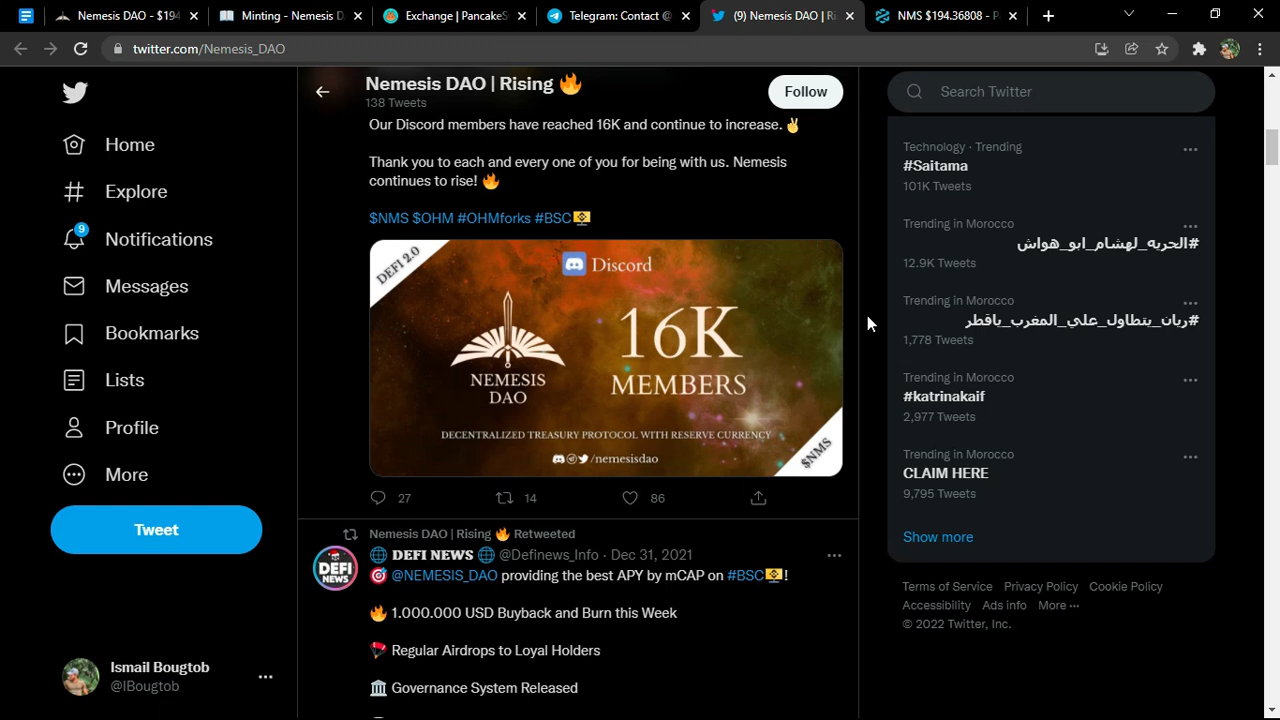 Nemesis DAO - $194
Minting - Nemesis D
Exchange | PancakeS
Telegram: Contact @
(9) Nemesis DAO | Ri
NMS $194.36808 - P
twitter.com/Nemesis_DAO
Home
Explore
9
Notifications
Messages
Bookmarks
Lists
Profile
More
Tweet
Ismail Bougtob
@IBougtob
Nemesis DAO | Rising 🔥
138 Tweets
Follow
Our Discord members have reached 16K and continue to increase. ✌
Thank you to each and every one of you for being with us. Nemesis
continues to rise! 🔥
$NMS $OHM #OHMforks #BSC
DEFI 2.0
Discord
NEMESIS
DAO
16K
MEMBERS
DECENTRALIZED TREASURY PROTOCOL WITH RESERVE CURRENCY
/nemesisdao
$NMS
27 14 86
Nemesis DAO | Rising 🔥 Retweeted
DEFI
NEWS
🌐 DEFI NEWS 🌐 @Definews_Info · Dec 31, 2021
🎯 @NEMESIS_DAO providing the best APY by mCAP on #BSC!
🔥 1.000.000 USD Buyback and Burn this Week
🪂 Regular Airdrops to Loyal Holders
🏛 Governance System Released
Search Twitter
Technology · Trending
#Saitama
101K Tweets
Trending in Morocco
#الحريه_لهشام_ابو_هواش
12.9K Tweets
Trending in Morocco
#ريان_يتطاول_علي_المغرب_ياقطر
1,778 Tweets
Trending in Morocco
#katrinakaif
2,977 Tweets
Trending in Morocco
CLAIM HERE
9,795 Tweets
Show more
Terms of Service Privacy Policy Cookie Policy
Accessibility Ads info More ···
© 2022 Twitter, Inc.